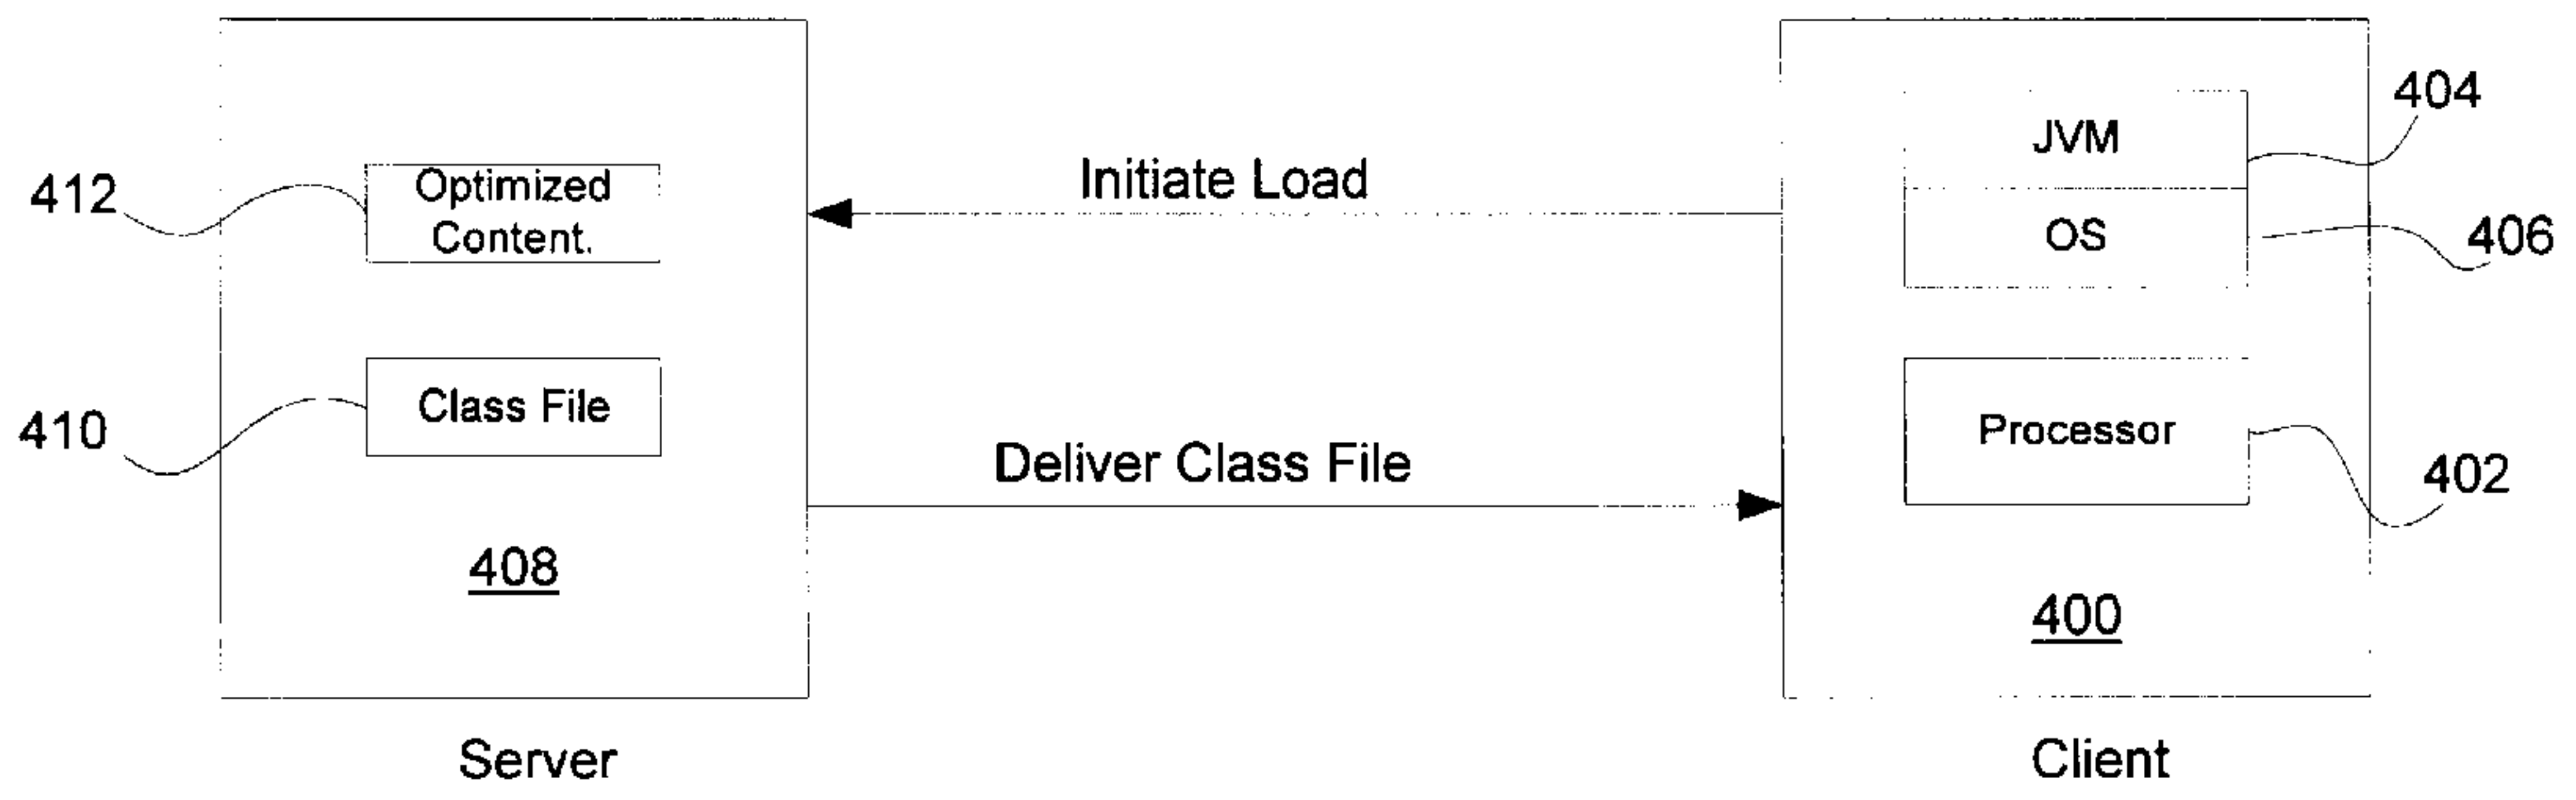 412
Optimized
Content.
410
Class File
408
Server
Initiate Load
Deliver Class File
JVM
404
OS
406
Processor
402
400
Client